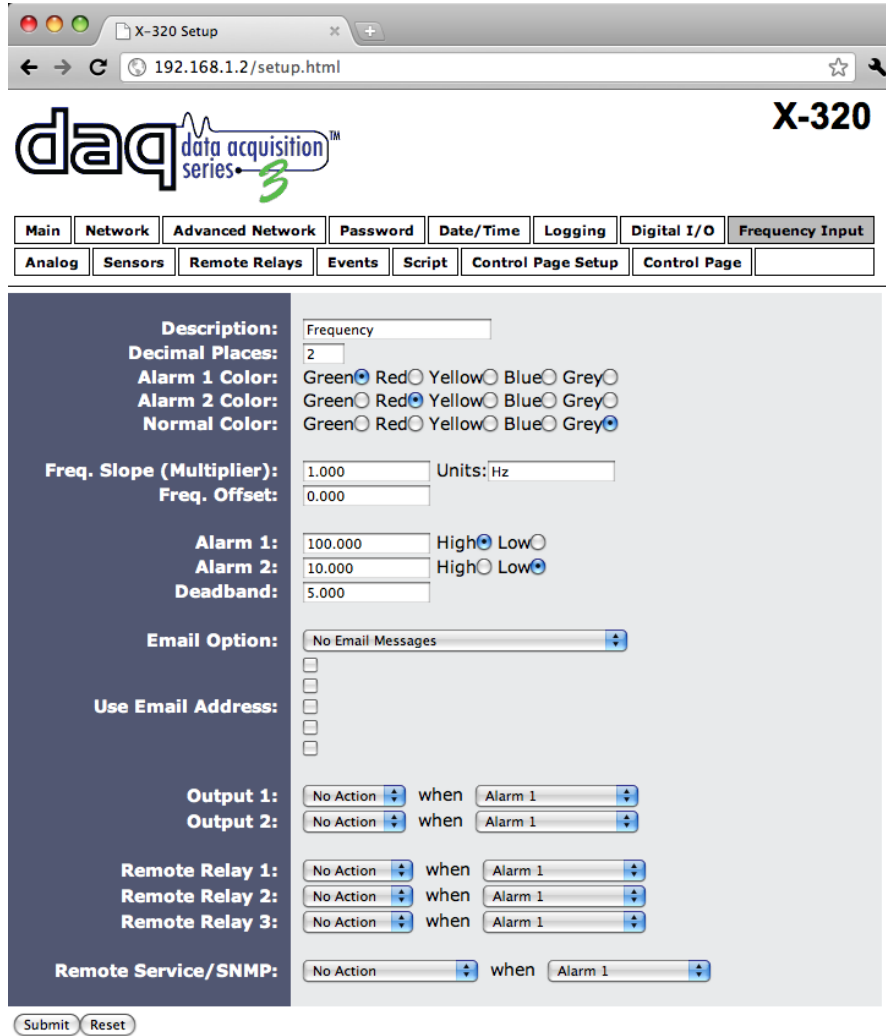 X-320 Setup
192.168.1.2/setup.html
X-320
daq data acquisition series 3 ™
Main Network Advanced Network Password Date/Time Logging Digital I/O Frequency Input
Analog Sensors Remote Relays Events Script Control Page Setup Control Page
Description: Frequency
Decimal Places: 2
Alarm 1 Color: Green Red Yellow Blue Grey
Alarm 2 Color: Green Red Yellow Blue Grey
Normal Color: Green Red Yellow Blue Grey
Freq. Slope (Multiplier): 1.000 Units: Hz
Freq. Offset: 0.000
Alarm 1: 100.000 High Low
Alarm 2: 10.000 High Low
Deadband: 5.000
Email Option: No Email Messages
Use Email Address:
Output 1: No Action when Alarm 1
Output 2: No Action when Alarm 1
Remote Relay 1: No Action when Alarm 1
Remote Relay 2: No Action when Alarm 1
Remote Relay 3: No Action when Alarm 1
Remote Service/SNMP: No Action when Alarm 1
Submit Reset